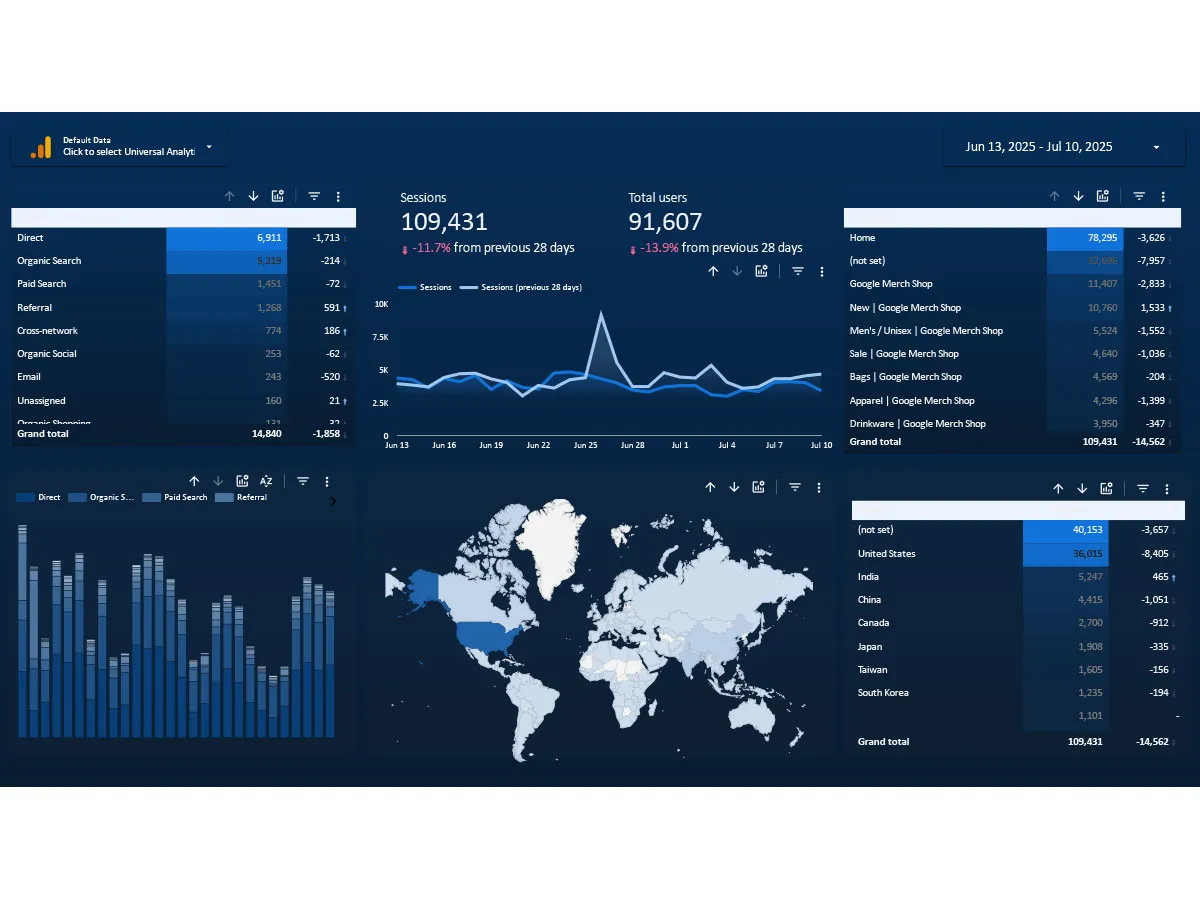 Default Data
Click to select Universal Analyti
Jun 13, 2025 - Jul 10, 2025
Direct 6,911 -1,713
Organic Search 5,219 -214
Paid Search 1,451 -72
Referral 1,268 591
Cross-network 774 186
Organic Social 253 -62
Email 243 -520
Unassigned 160 21
Organic Shopping 131
Grand total 14,840 -1,858
Sessions
109,431
-11.7% from previous 28 days
Total users
91,607
-13.9% from previous 28 days
Sessions Sessions (previous 28 days)
10K
7.5K
5K
2.5K
0
Jun 13 Jun 16 Jun 19 Jun 22 Jun 25 Jun 28 Jul 1 Jul 4 Jul 7 Jul 10
Home 78,295 -3,626
(not set) 32,696 -7,957
Google Merch Shop 11,407 -2,833
New | Google Merch Shop 10,760 1,533
Men's / Unisex | Google Merch Shop 5,524 -1,552
Sale | Google Merch Shop 4,640 -1,036
Bags | Google Merch Shop 4,569 -204
Apparel | Google Merch Shop 4,296 -1,399
Drinkware | Google Merch Shop 3,950 -347
Grand total 109,431 -14,562
AZ
Direct Organic S... Paid Search Referral
(not set) 40,153 -3,657
United States 36,015 -8,405
India 5,247 465
China 4,415 -1,051
Canada 2,700 -912
Japan 1,908 -335
Taiwan 1,605 -156
South Korea 1,235 -194
1,101 -
Grand total 109,431 -14,562